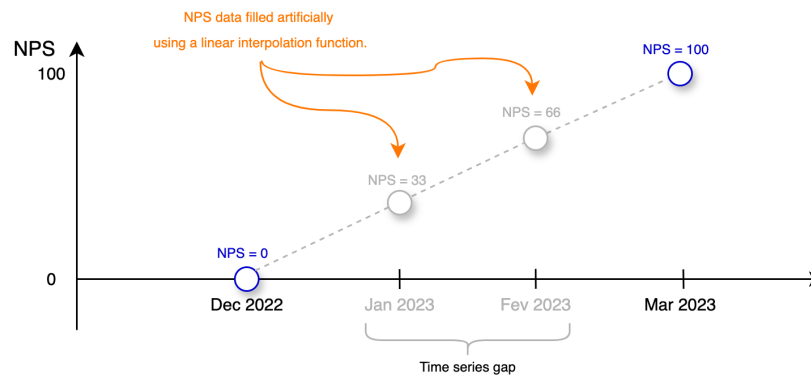 NPS data filled artificially
using a linear interpolation function.
NPS
100
NPS = 100
NPS = 66
NPS = 33
NPS = 0
0
Dec 2022
Jan 2023
Fev 2023
Mar 2023
Time series gap